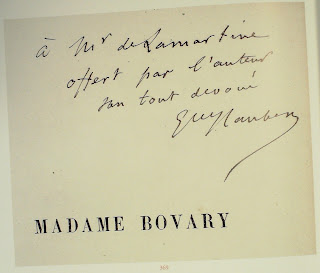 à Mr de Lamartine
offert par l'auteur
son tout dévoué
Gve Flaubert
MADAME BOVARY